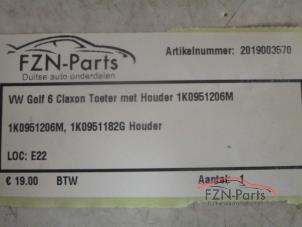 Artikelnummer: 2019003570
FZN-Parts
Duitse auto onderdelen
VW Golf 6 Claxon Toeter met Houder 1K0951206M
1K0951206M, 1K0951182G Houder
LOC: E22
€ 19.00 BTW Aantal: 1
FZN-Parts